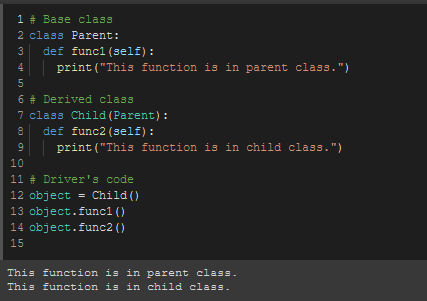 1 # Base class
2 class Parent:
3   def func1(self):
4     print("This function is in parent class.")
5
6 # Derived class
7 class Child(Parent):
8   def func2(self):
9     print("This function is in child class.")
10
11 # Driver's code
12 object = Child()
13 object.func1()
14 object.func2()
15
This function is in parent class.
This function is in child class.